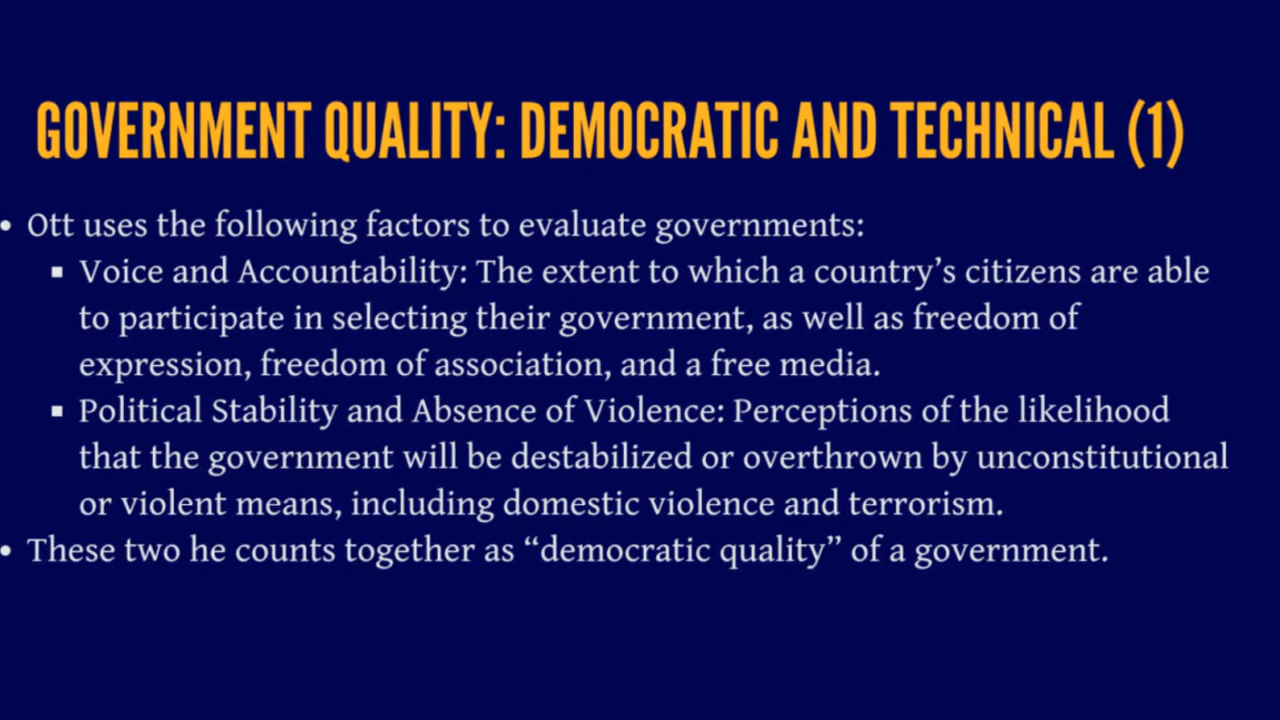 GOVERNMENT QUALITY: DEMOCRATIC AND TECHNICAL (1)
• Ott uses the following factors to evaluate governments:
▪ Voice and Accountability: The extent to which a country’s citizens are able
to participate in selecting their government, as well as freedom of
expression, freedom of association, and a free media.
▪ Political Stability and Absence of Violence: Perceptions of the likelihood
that the government will be destabilized or overthrown by unconstitutional
or violent means, including domestic violence and terrorism.
• These two he counts together as “democratic quality” of a government.